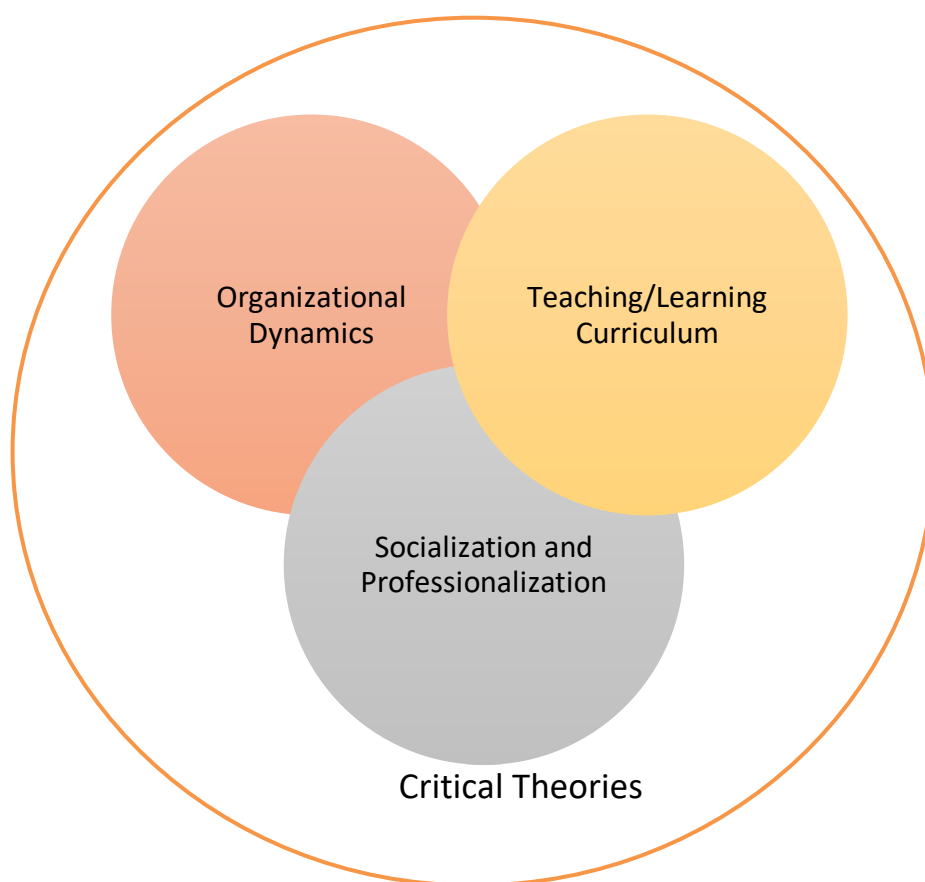 Organizational
Dynamics
Teaching/Learning
Curriculum
Socialization and
Professionalization
Critical Theories